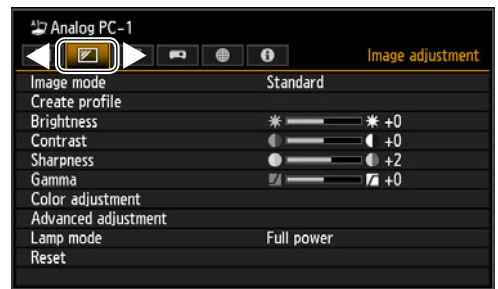 Analog PC-1
Image adjustment
Image mode Standard
Create profile
Brightness +0
Contrast +0
Sharpness +2
Gamma +0
Color adjustment
Advanced adjustment
Lamp mode Full power
Reset